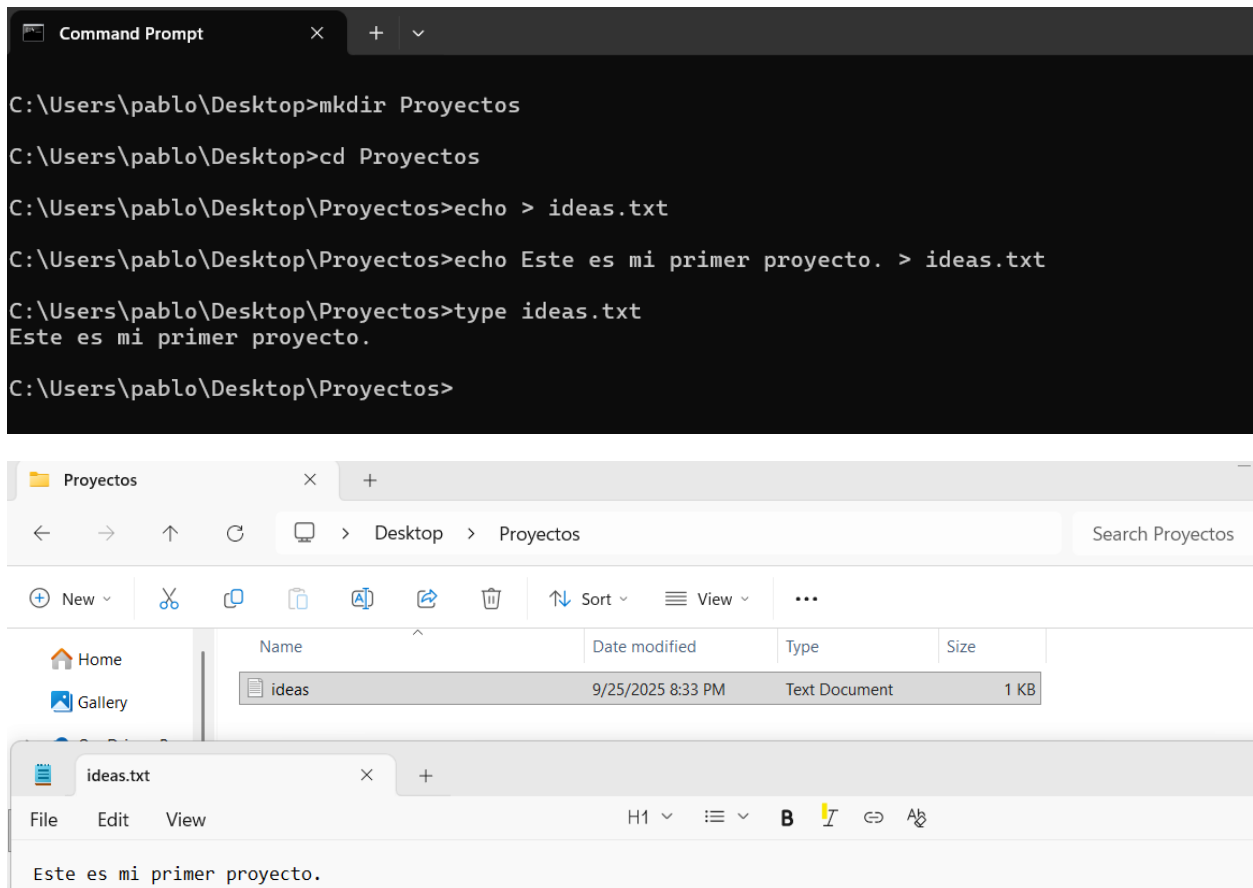 Command Prompt
C:\Users\pablo\Desktop>mkdir Proyectos
C:\Users\pablo\Desktop>cd Proyectos
C:\Users\pablo\Desktop\Proyectos>echo > ideas.txt
C:\Users\pablo\Desktop\Proyectos>echo Este es mi primer proyecto. > ideas.txt
C:\Users\pablo\Desktop\Proyectos>type ideas.txt
Este es mi primer proyecto.
C:\Users\pablo\Desktop\Proyectos>
Proyectos
Desktop > Proyectos Search Proyectos
New Sort View
Name Date modified Type Size
Home
ideas 9/25/2025 8:33 PM Text Document 1 KB
Gallery
ideas.txt
File Edit View H1 B I
Este es mi primer proyecto.